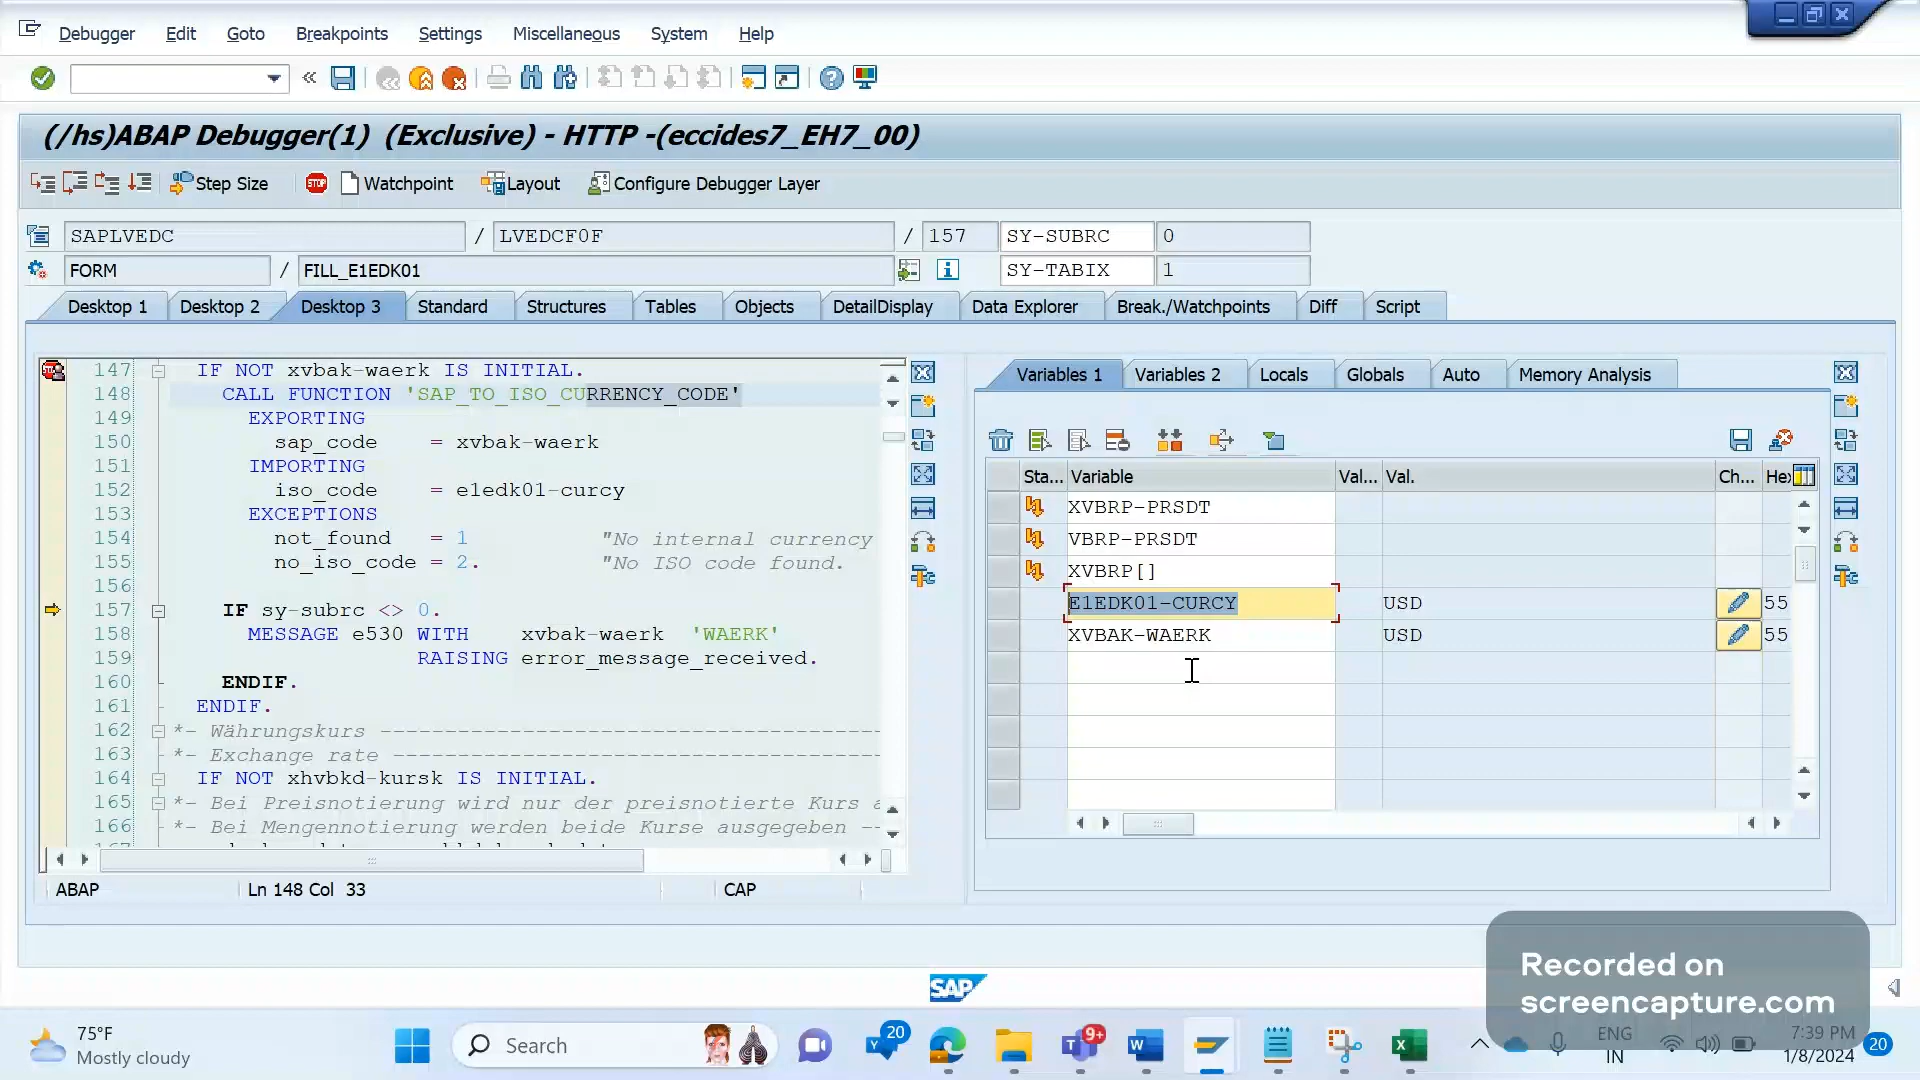 Debugger Edit Goto Breakpoints Settings Miscellaneous System Help
(/hs)ABAP Debugger(1) (Exclusive) - HTTP -(eccides7_EH7_00)
Step Size STOP Watchpoint Layout Configure Debugger Layer
SAPLVEDC / LVEDCF0F / 157 SY-SUBRC 0
FORM / FILL_E1EDK01 SY-TABIX 1
Desktop 1 Desktop 2 Desktop 3 Standard Structures Tables Objects DetailDisplay Data Explorer Break./Watchpoints Diff Script
147 IF NOT xvbak-waerk IS INITIAL.
148 CALL FUNCTION 'SAP_TO_ISO_CURRENCY_CODE'
149 EXPORTING
150 sap_code = xvbak-waerk
151 IMPORTING
152 iso_code = e1edk01-curcy
153 EXCEPTIONS
154 not_found = 1 "No internal currency
155 no_iso_code = 2. "No ISO code found.
156
157 IF sy-subrc <> 0.
158 MESSAGE e530 WITH xvbak-waerk 'WAERK'
159 RAISING error_message_received.
160 ENDIF.
161 ENDIF.
162 *- Währungskurs ---------------------------------------
163 *- Exchange rate --------------------------------------
164 IF NOT xhvbkd-kursk IS INITIAL.
165 *- Bei Preisnotierung wird nur der preisnotierte Kurs a
166 *- Bei Mengennotierung werden beide Kurse ausgegeben --
ABAP Ln 148 Col 33 CAP
Variables 1 Variables 2 Locals Globals Auto Memory Analysis
Sta... Variable Val... Val. Ch... Hex
XVBRP-PRSDT
VBRP-PRSDT
XVBRP[]
E1EDK01-CURCY USD 55
XVBAK-WAERK USD 55
SAP
Recorded on
screencapture.com
75°F
Mostly cloudy
Search
20
9+
ENG
IN
7:39 PM
1/8/2024
20